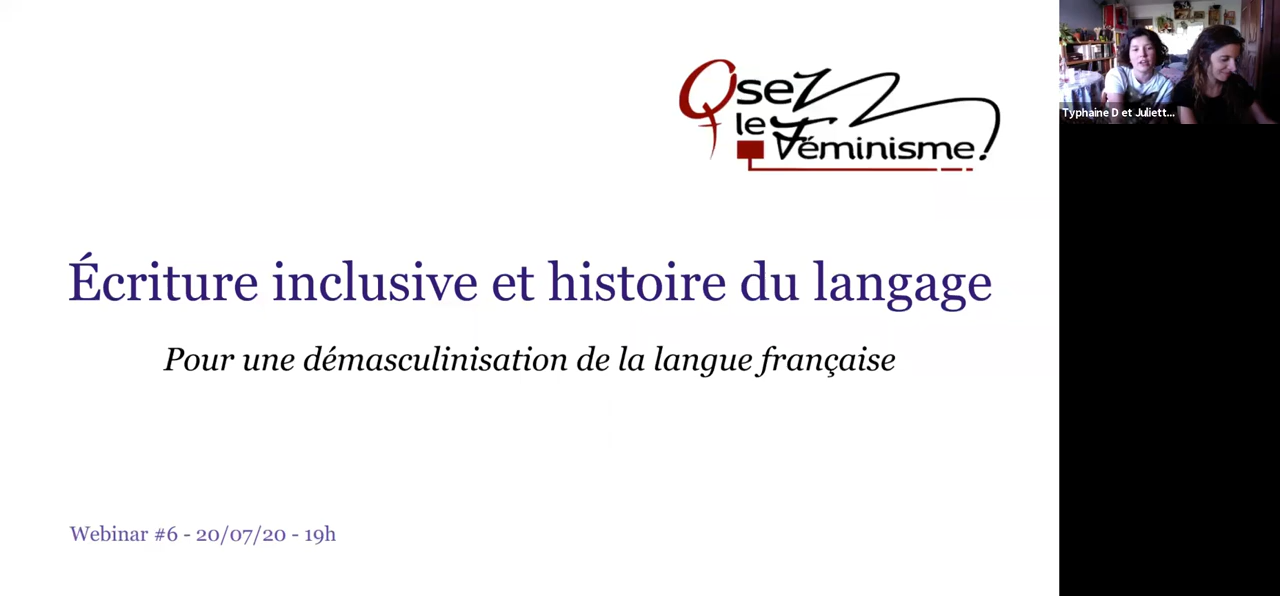 Osez
le
Féminisme!
Typhaine D et Juliett...
Écriture inclusive et histoire du langage
Pour une démasculinisation de la langue française
Webinar #6 - 20/07/20 - 19h